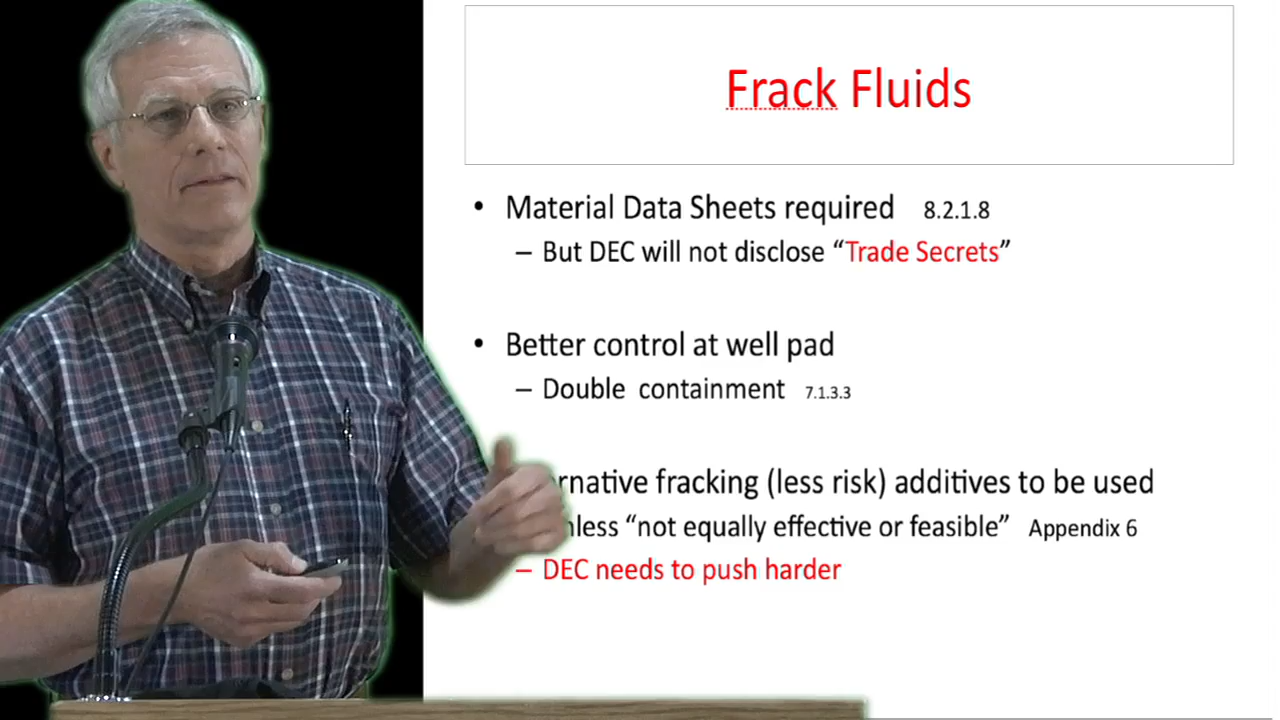 Frack Fluids
• Material Data Sheets required 8.2.1.8
– But DEC will not disclose “Trade Secrets”
• Better control at well pad
– Double containment 7.1.3.3
fracking (less risk) additives to be used
“not equally effective or feasible” Appendix 6
– DEC needs to push harder